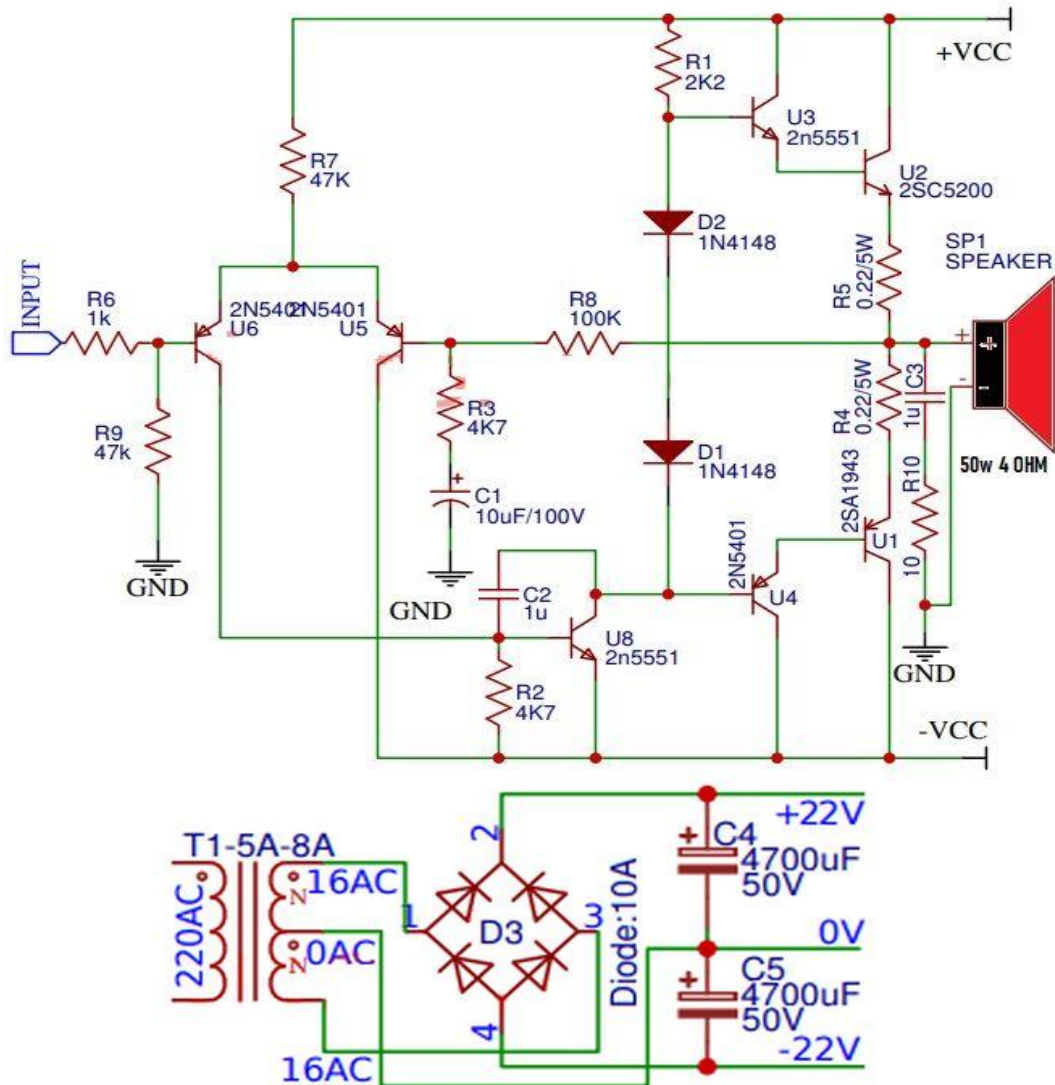 +VCC
R1
2K2
U3
2n5551
R7
47K
U2
2SC5200
D2
1N4148
SP1
SPEAKER
INPUT
R6
1k
2N5401
U6
2N5401
U5
R8
100K
R5
0.22/5W
+
-
R3
4K7
R4
0.22/5W
C3
1u
R9
47k
+
C1
10uF/100V
D1
1N4148
50w 4 OHM
2SA1943
U1
R10
10
GND
GND
C2
1u
2N5401
U4
U8
2n5551
GND
R2
4K7
-VCC
T1-5A-8A
220AC
N
16AC
N
0AC
16AC
1
2
3
4
D3
Diode:10A
+22V
+
C4
4700uF
50V
0V
+
C5
4700uF
50V
-22V